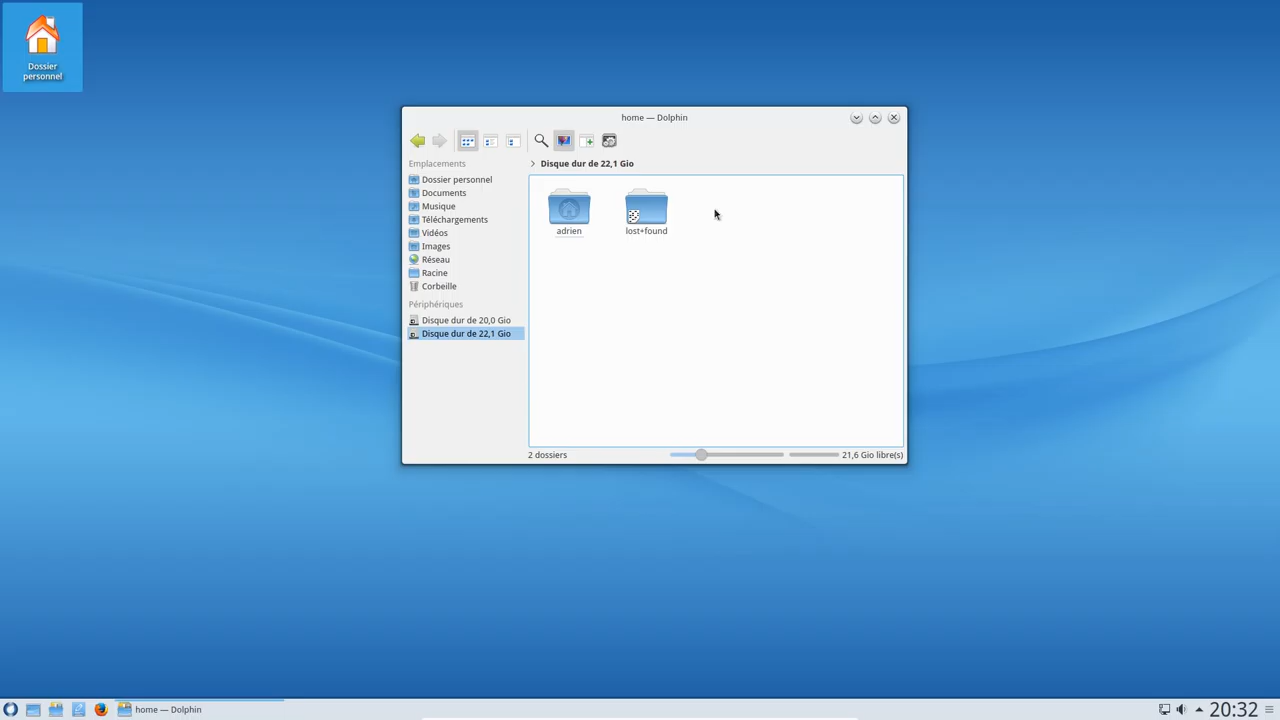 Dossier
personnel
home — Dolphin
Emplacements
Dossier personnel
Documents
Musique
Téléchargements
Vidéos
Images
Réseau
Racine
Corbeille
Périphériques
Disque dur de 20,0 Gio
Disque dur de 22,1 Gio
Disque dur de 22,1 Gio
adrien
lost+found
2 dossiers
21,6 Gio libre(s)
home — Dolphin
20:32